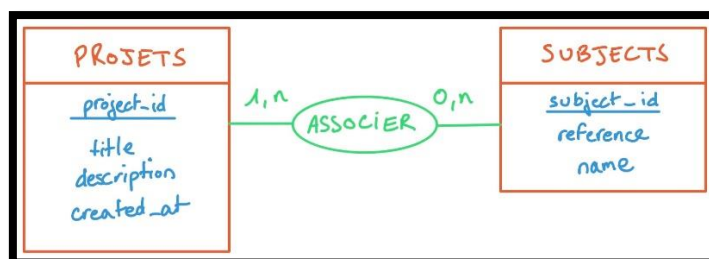 PROJETS
project_id
title
description
created_at
1,n
ASSOCIER
0,n
SUBJECTS
subject_id
reference
name